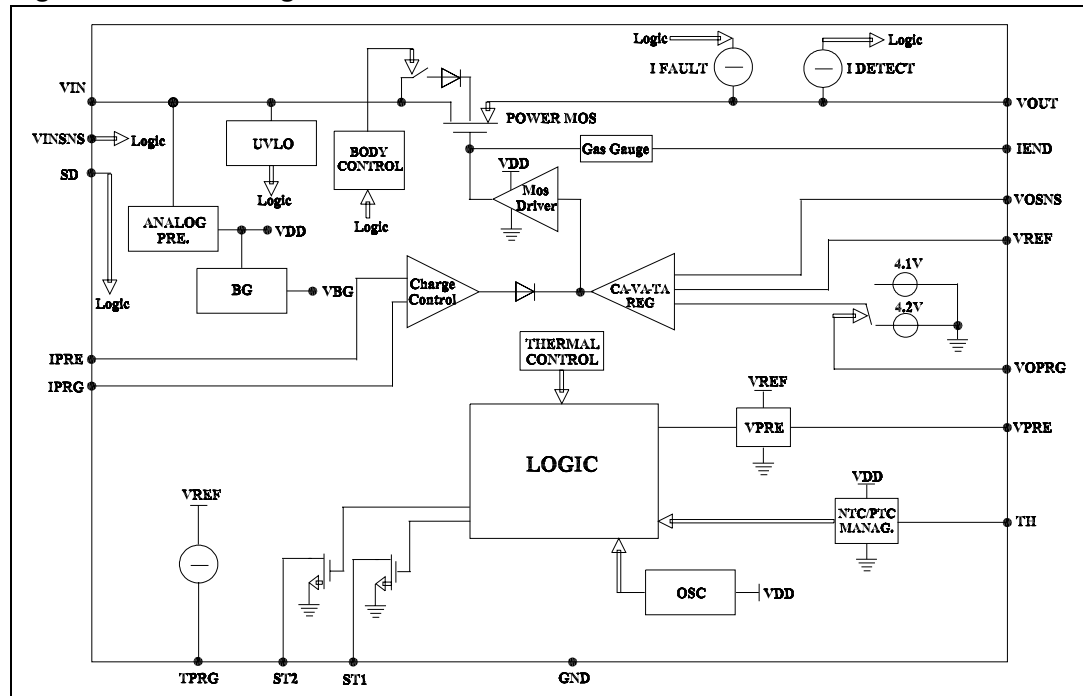 Logic
Logic
I FAULT
I DETECT
VIN
VOUT
POWER MOS
VINSNS
Logic
UVLO
BODY
CONTROL
Gas Gauge
IEND
SD
VDD
Mos
Driver
Logic
VOSNS
Logic
ANALOG
PRE.
VDD
VREF
BG
VBG
Charge
Control
CA-VA-TA
REG
4.1V
4.2V
Logic
THERMAL
CONTROL
IPRE
VOPRG
IPRG
VREF
LOGIC
VPRE
VPRE
VREF
VDD
NTC/PTC
MANAG.
TH
OSC
VDD
TPRG
ST2
ST1
GND